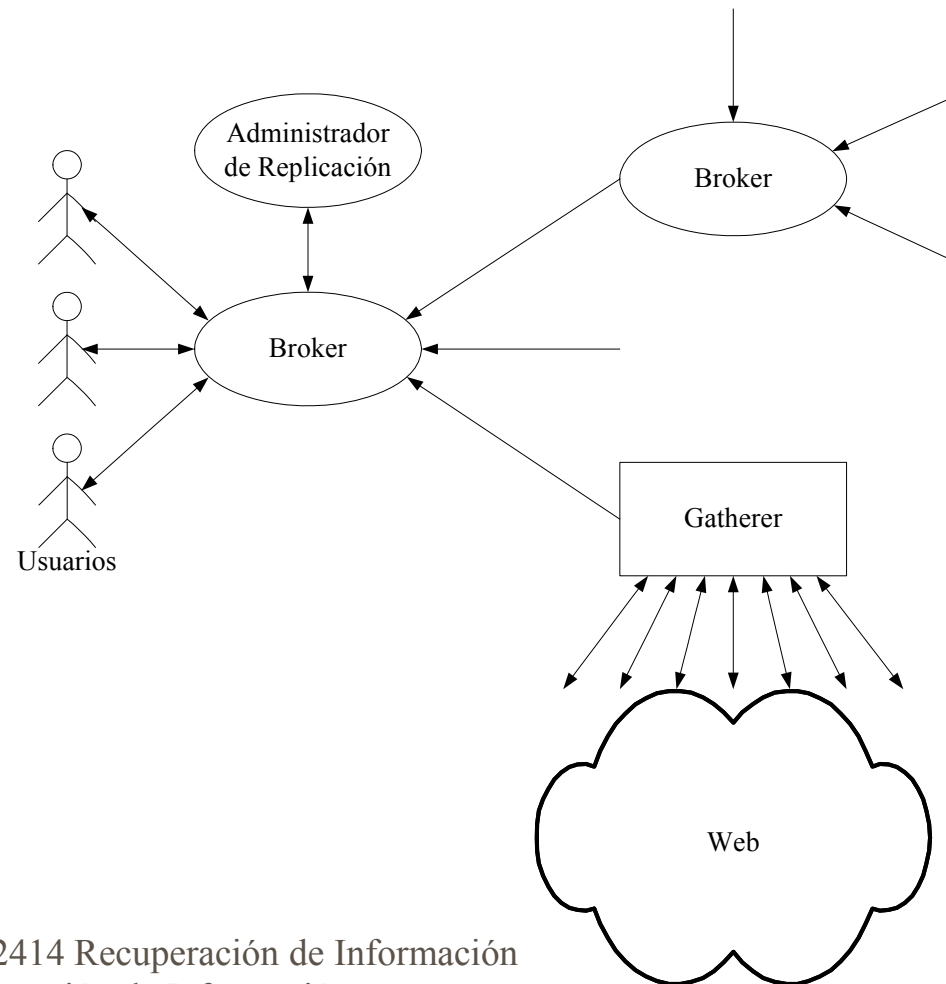 Administrador
de Replicación
Broker
Broker
Gatherer
Usuarios
Web
2414 Recuperación de Información